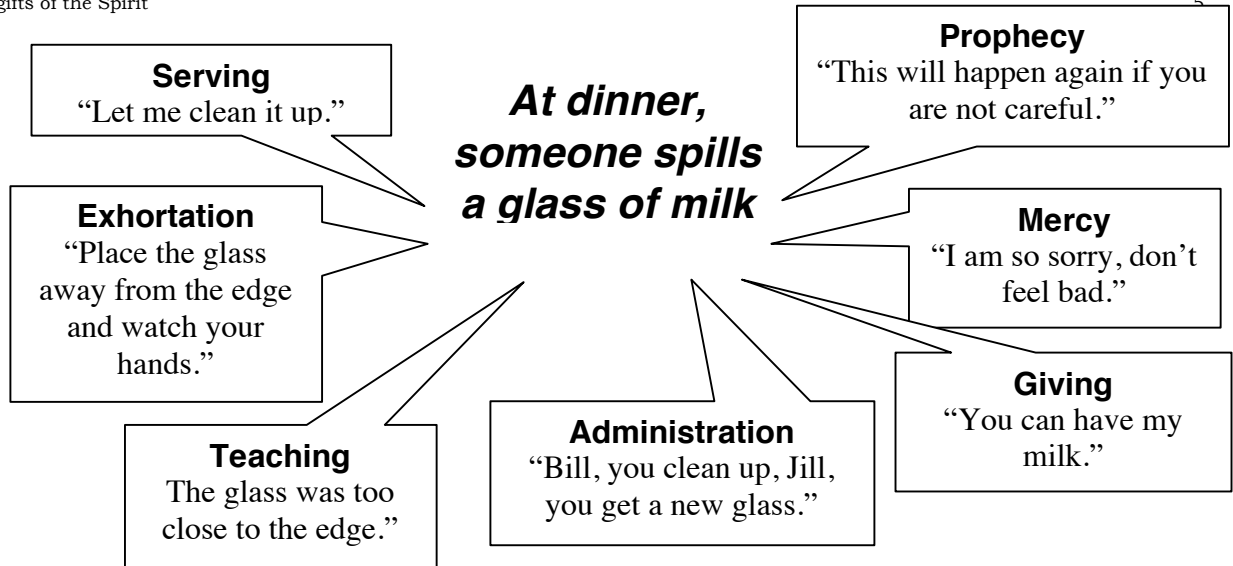 gifts of the Spirit
Serving
“Let me clean it up.”
At dinner,
someone spills
a glass of milk
Prophecy
“This will happen again if you
are not careful.”
Exhortation
“Place the glass
away from the edge
and watch your
hands.”
Mercy
“I am so sorry, don’t
feel bad.”
Teaching
The glass was too
close to the edge.”
Administration
“Bill, you clean up, Jill,
you get a new glass.”
Giving
“You can have my
milk.”